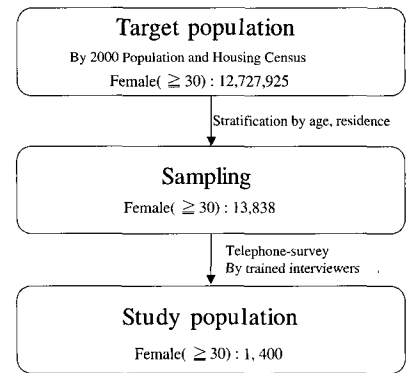 Target population
By 2000 Population and Housing Census
Female( ≧ 30) : 12,727,925
Stratification by age, residence
Sampling
Female( ≧ 30) : 13,838
Telephone-survey
By trained interviewers
Study population
Female( ≥ 30) : 1, 400